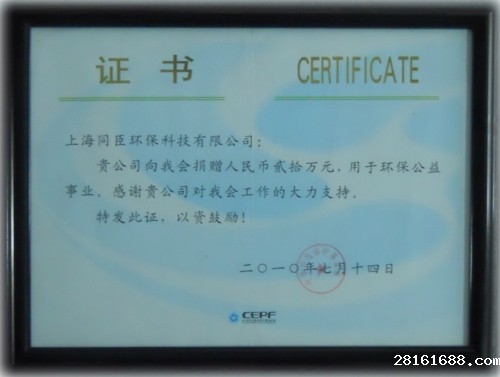 证书 CERTIFICATE
上海同臣环保科技有限公司:
贵公司向我会捐赠人民币贰拾万元,用于环保公益
事业。感谢贵公司对我会工作的大力支持。
特发此证,以资鼓励!
二〇一〇年七月十四日
CEPF
28161688.com